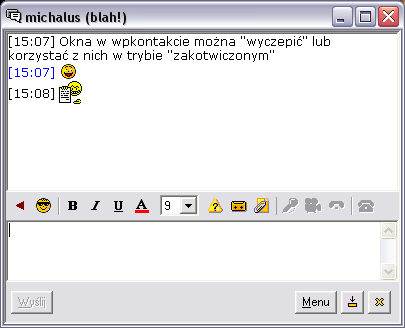 michalus (blah!)
[15:07] Okna w wpkontakcie można "wyczepić" lub
korzystać z nich w trybie "zakotwiczonym"
[15:07]
[15:08]
B I U A 9
Wyślij Menu